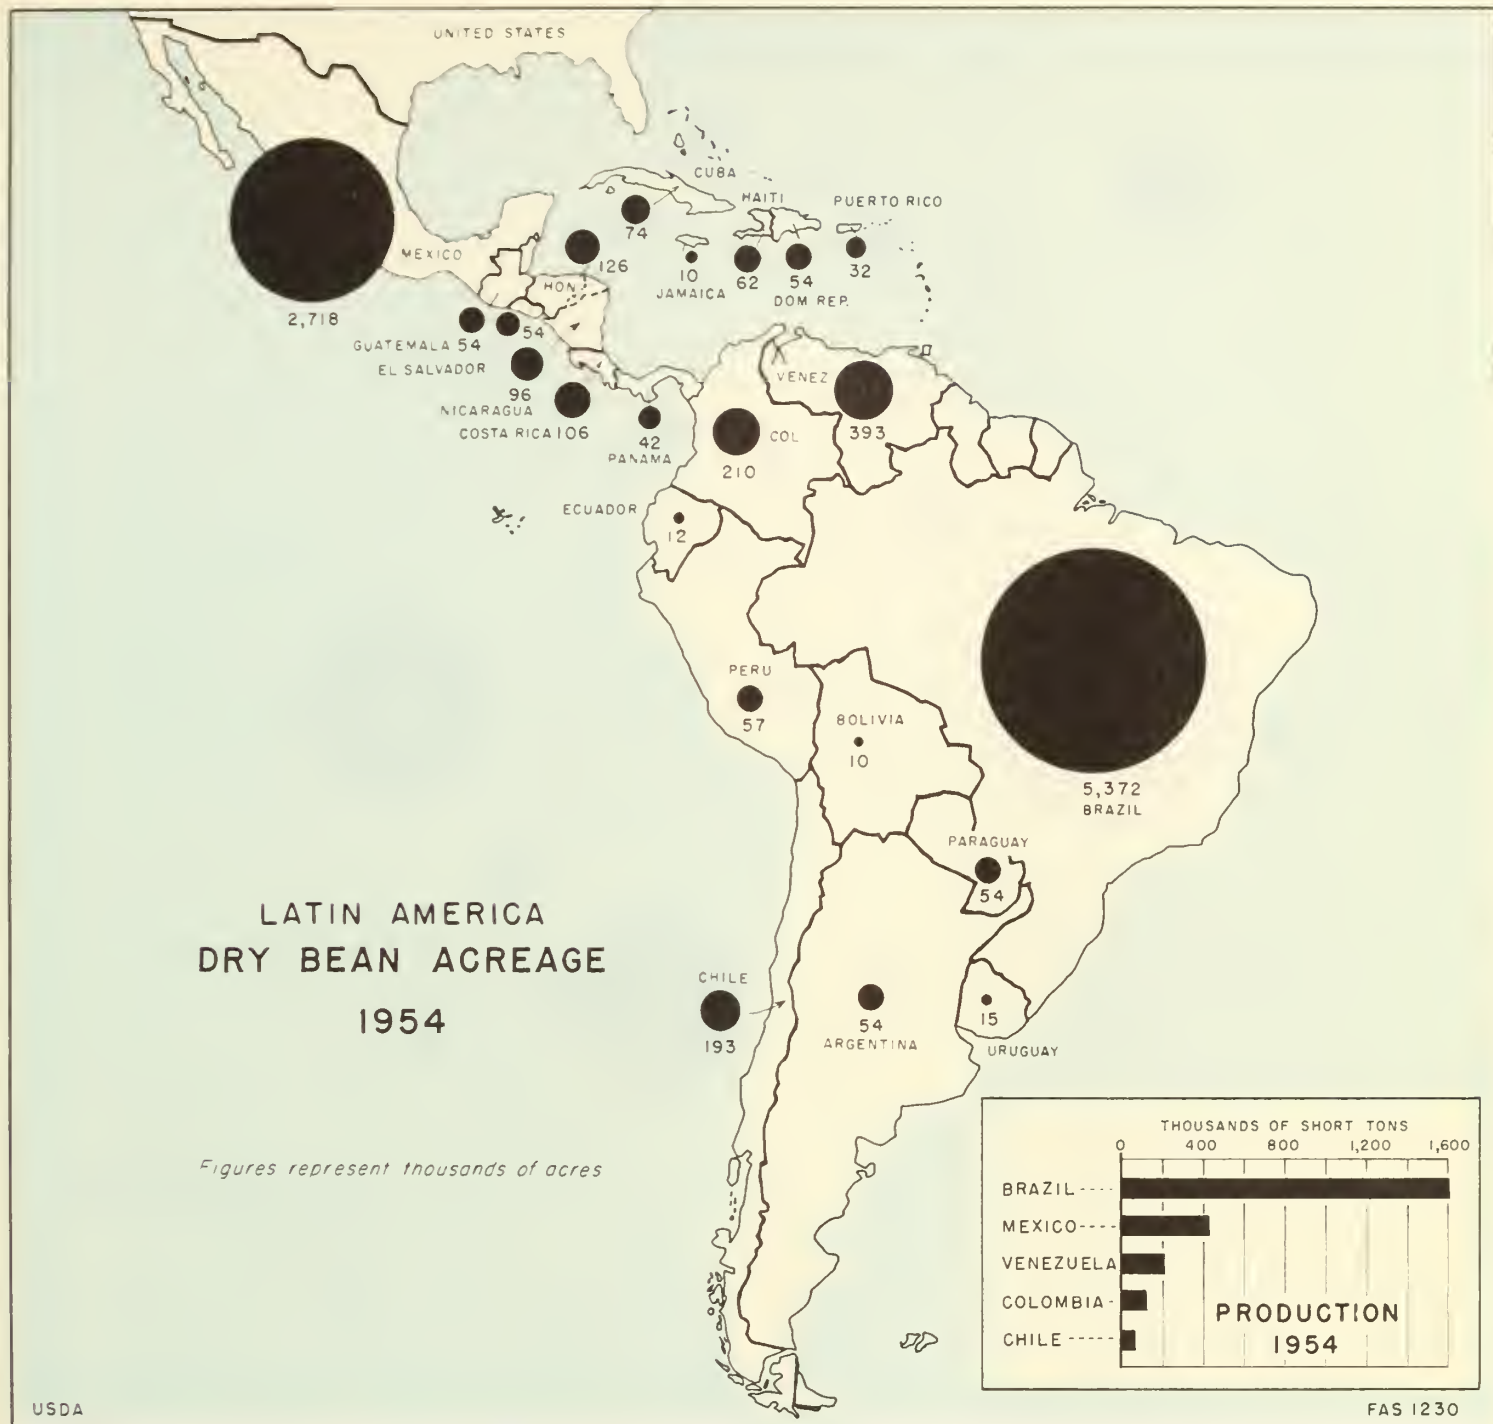 UNITED STATES
CUBA
HAITI
PUERTO RICO
74
MEXICO
126
10
JAMAICA
62
54
DOM REP.
32
HON
2,718
GUATEMALA 54
54
EL SALVADOR
96
NICARAGUA
COSTA RICA 106
42
PANAMA
VENEZ
393
COL
210
ECUADOR
12
PERU
57
BOLIVIA
10
5,372
BRAZIL
PARAGUAY
54
LATIN AMERICA
DRY BEAN ACREAGE
1954
CHILE
193
54
ARGENTINA
15
URUGUAY
Figures represent thousands of acres
THOUSANDS OF SHORT TONS
0 400 800 1,200 1,600
BRAZIL
MEXICO
VENEZUELA
COLOMBIA
CHILE
PRODUCTION
1954
USDA
FAS 1230